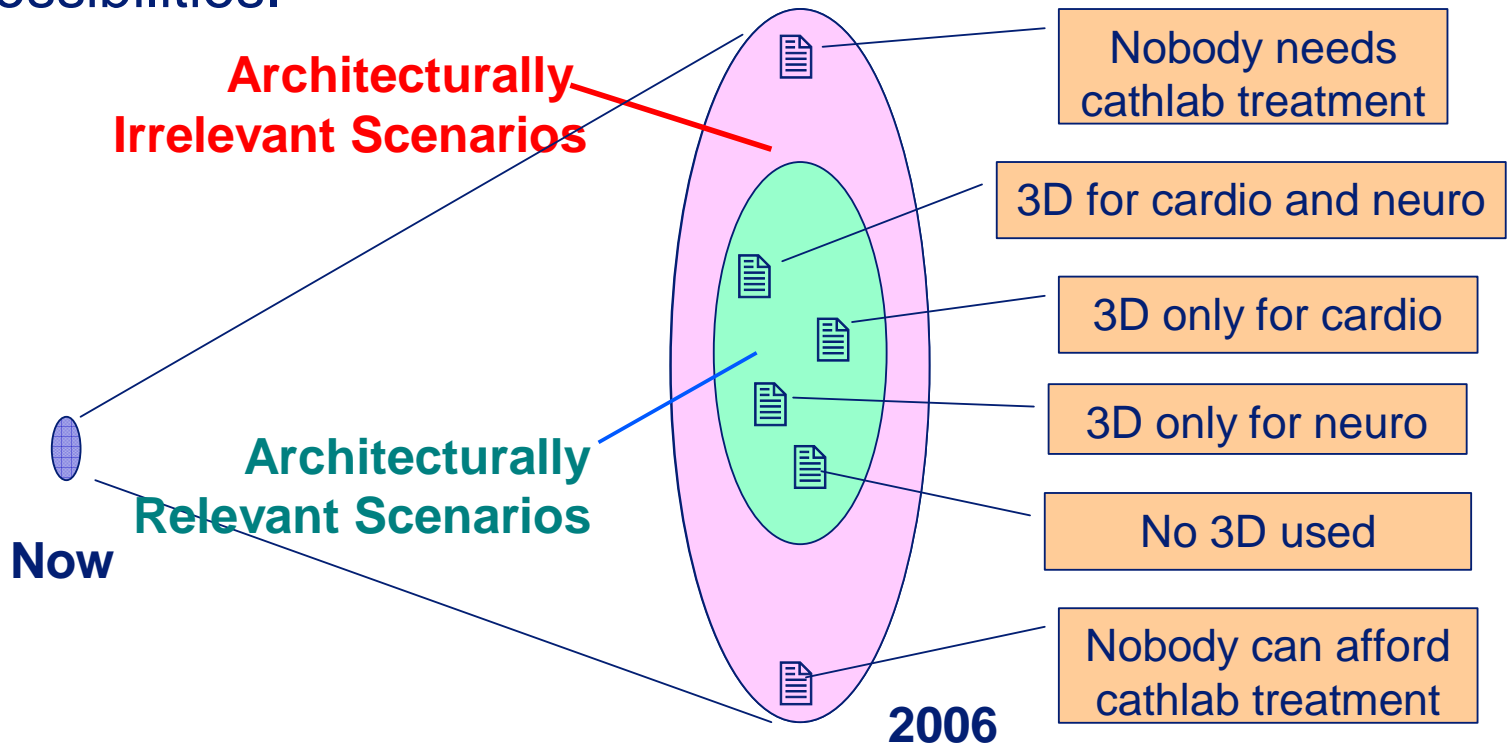 Architecturally
Irrelevant Scenarios
Nobody needs
cathlab treatment
3D for cardio and neuro
3D only for cardio
3D only for neuro
Architecturally
Relevant Scenarios
No 3D used
Now
Nobody can afford
cathlab treatment
2006